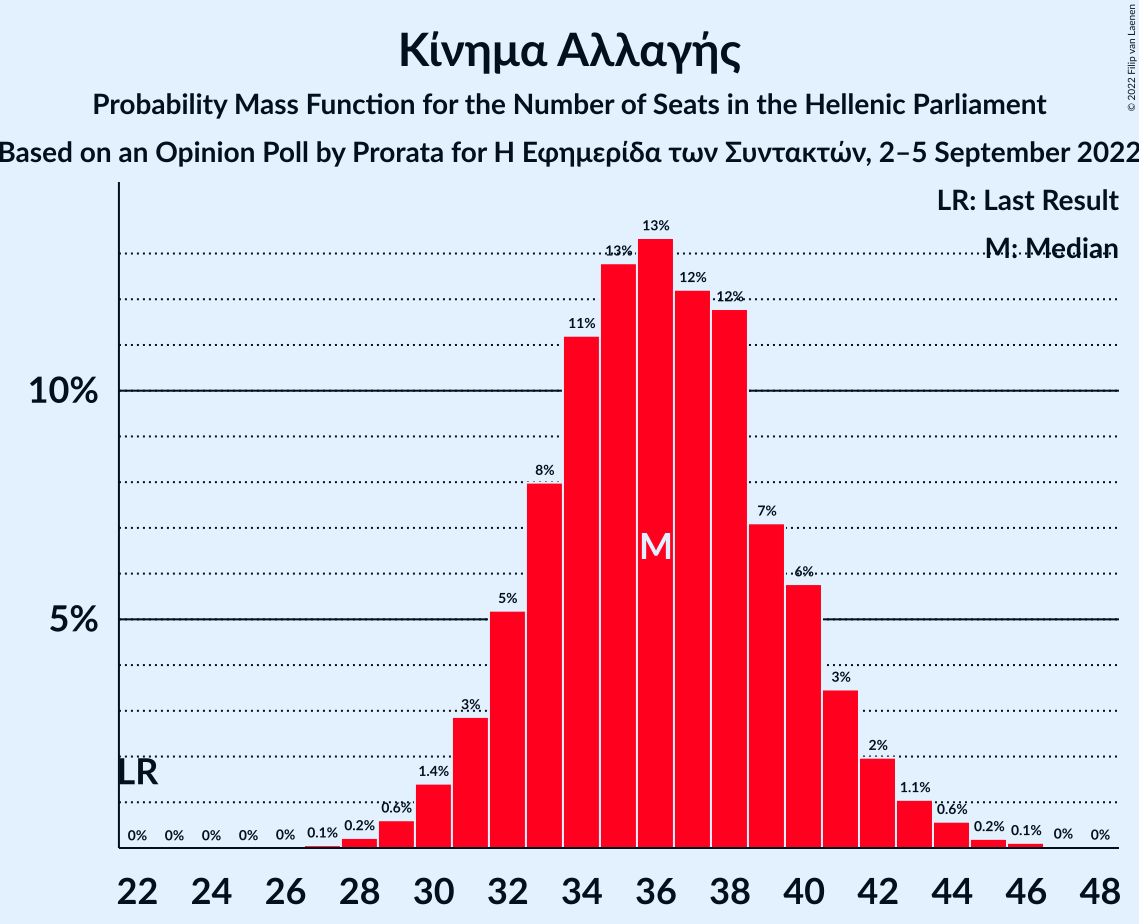 Κίνημα Αλλαγής
Probability Mass Function for the Number of Seats in the Hellenic Parliament
Based on an Opinion Poll by Prorata for Η Εφημερίδα των Συντακτών, 2–5 September 2022
© 2022 Filip van Laenen
LR: Last Result
M: Median
10%
5%
LR
M
0% 0% 0% 0% 0% 0.1% 0.2% 0.6% 1.4% 3% 5% 8% 11% 13% 13% 12% 12% 7% 6% 3% 2% 1.1% 0.6% 0.2% 0.1% 0% 0%
22 24 26 28 30 32 34 36 38 40 42 44 46 48